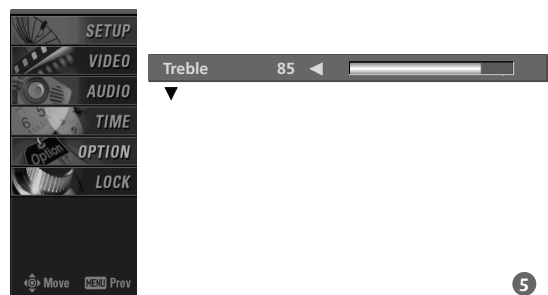 SETUP
VIDEO
AUDIO
TIME
OPTION
LOCK
Move MENU Prev
Treble 85
5